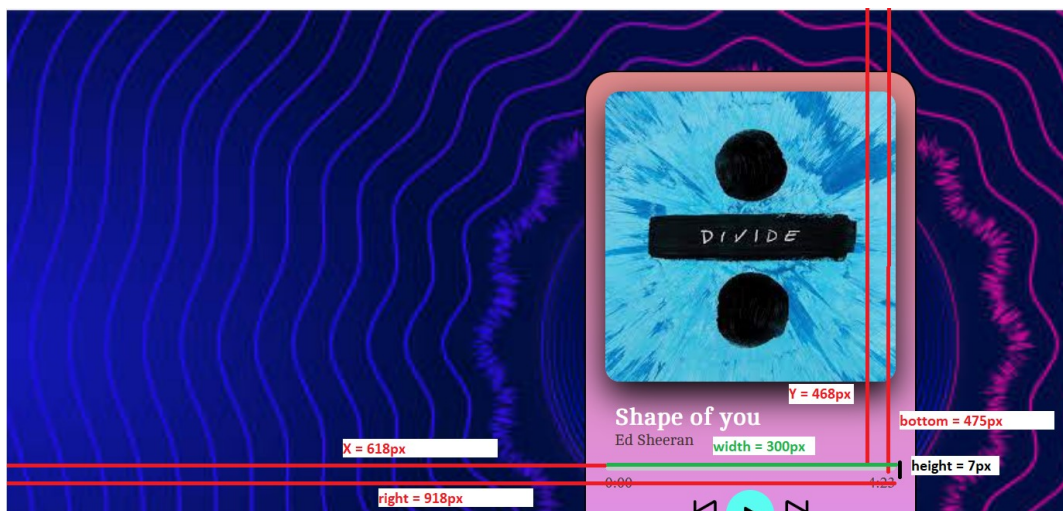 DIVIDE
Y = 468px
Shape of you
bottom = 475px
Ed Sheeran
width = 300px
X = 618px
height = 7px
0:00
4:23
right = 918px